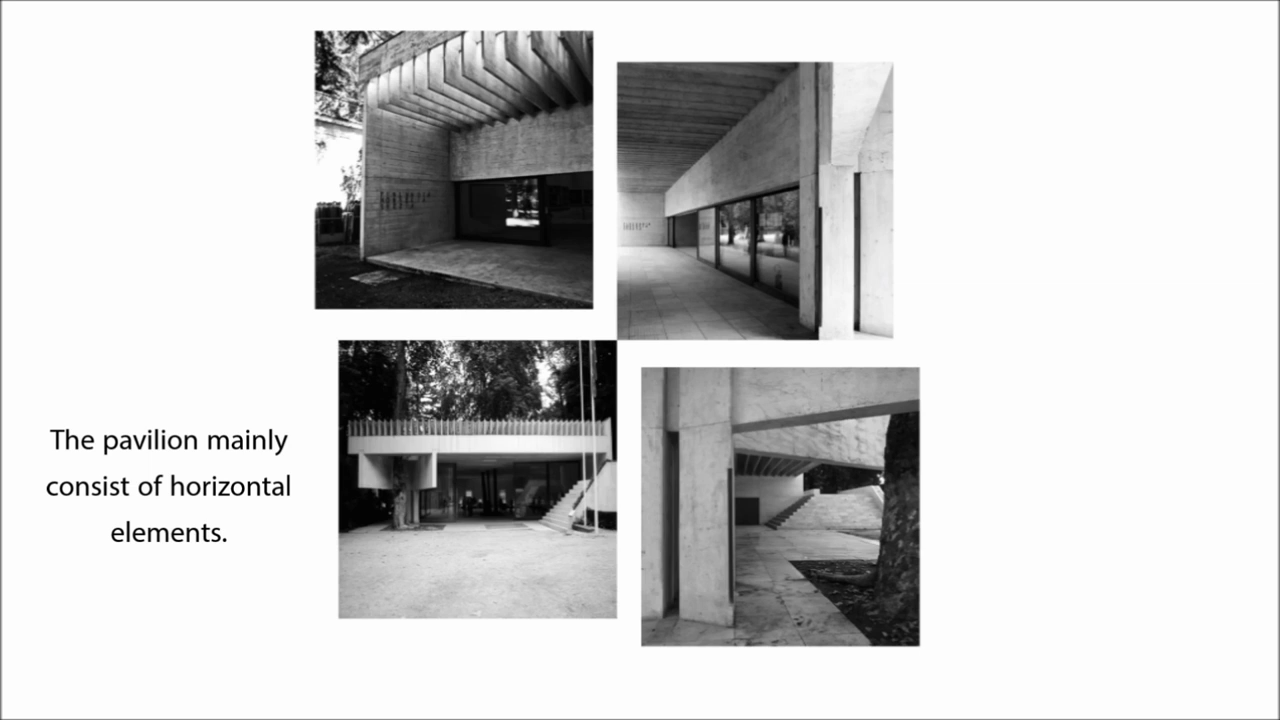 The pavilion mainly
consist of horizontal
elements.